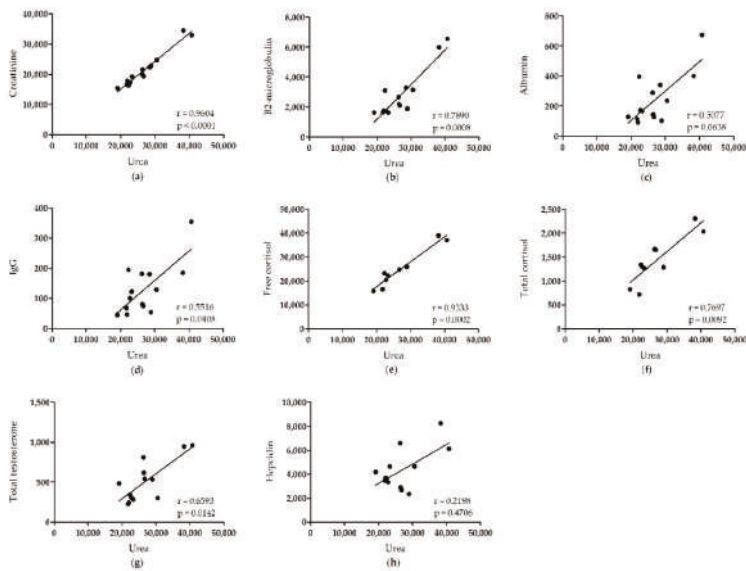 40,000
30,000
20,000
10,000
0
Creatinine
r = 0.9604
p < 0.0001
0 10,000 20,000 30,000 40,000 50,000
Urea
(a)
8,000
6,000
4,000
2,000
0
B2-microglobulin
r = 0.7890
p = 0.0008
0 10,000 20,000 30,000 40,000 50,000
Urea
(b)
800
600
400
200
0
Albumin
r = 0.5077
p = 0.0638
0 10,000 20,000 30,000 40,000 50,000
Urea
(c)
400
300
200
100
0
IgG
r = 0.5516
0 10,000 20,000 30,000 40,000 50,000
Urea
(d)
50,000
40,000
30,000
20,000
10,000
0
Free cortisol
r = 0.9333
p = 0.0002
0 10,000 20,000 30,000 40,000 50,000
Urea
(e)
2,500
2,000
1,500
1,000
500
0
Total cortisol
r = 0.7697
p = 0.0092
0 10,000 20,000 30,000 40,000 50,000
Urea
(f)
1,500
1,000
500
0
Total testosterone
r = 0.6593
p = 0.0142
0 10,000 20,000 30,000 40,000 50,000
Urea
(g)
10,000
8,000
6,000
4,000
2,000
0
Hepcidin
r = 0.2198
p = 0.4706
0 10,000 20,000 30,000 40,000 50,000
Urea
(h)